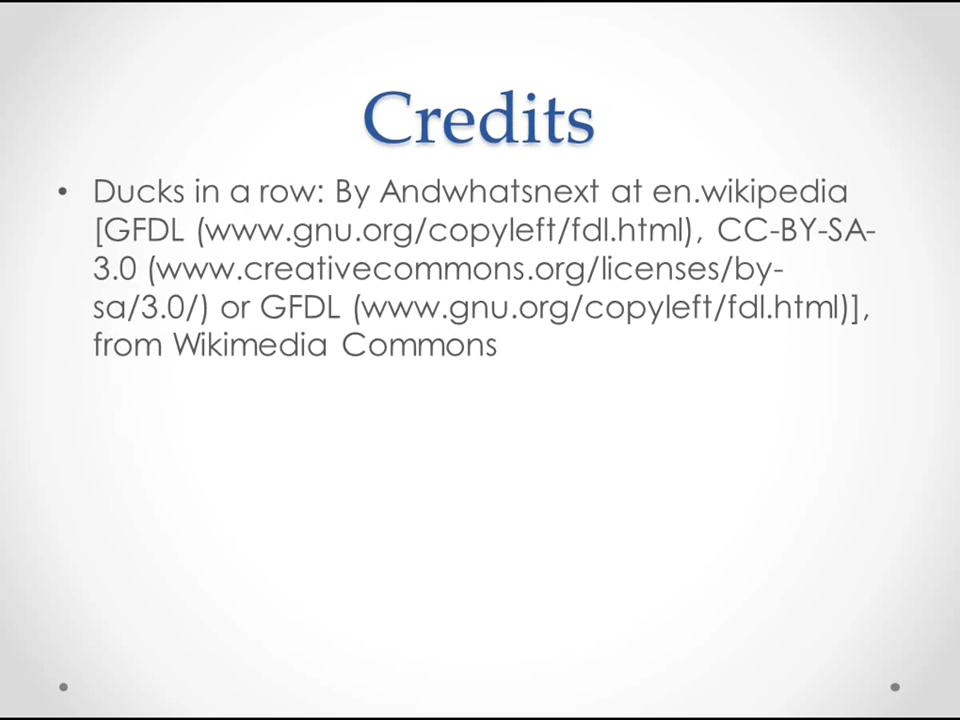 Credits
• Ducks in a row: By Andwhatsnext at en.wikipedia
[GFDL (www.gnu.org/copyleft/fdl.html), CC-BY-SA-
3.0 (www.creativecommons.org/licenses/by-
sa/3.0/) or GFDL (www.gnu.org/copyleft/fdl.html)],
from Wikimedia Commons